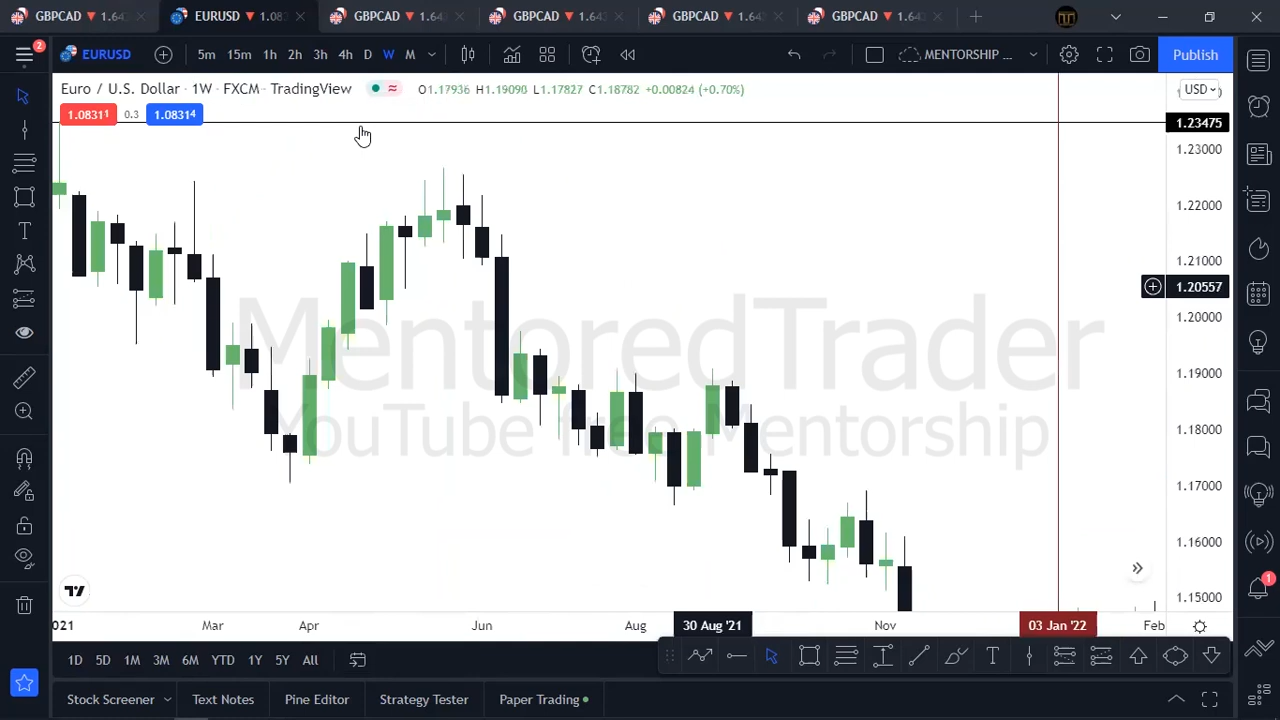 GBPCAD ▼ 1.64
EURUSD ▼ 1.083
GBPCAD ▼ 1.64
GBPCAD ▼ 1.64
GBPCAD ▼ 1.64
GBPCAD ▼ 1.64
2
EURUSD
5m 15m 1h 2h 3h 4h D W M
MENTORSHIP ...
Publish
Euro / U.S. Dollar · 1W · FXCM · TradingView
O1.17936 H1.19090 L1.17827 C1.18782 +0.00824 (+0.70%)
USD
1.08311 0.3 1.08314
1.23475
1.23000
1.22000
1.21000
1.20557
1.20000
1.19000
1.18000
1.17000
1.16000
1.15000
MentoredTrader
YouTube free Mentorship
021 Mar Apr Jun Aug 30 Aug '21 Nov 03 Jan '22 Feb
1D 5D 1M 3M 6M YTD 1Y 5Y All
Stock Screener Text Notes Pine Editor Strategy Tester Paper Trading
1